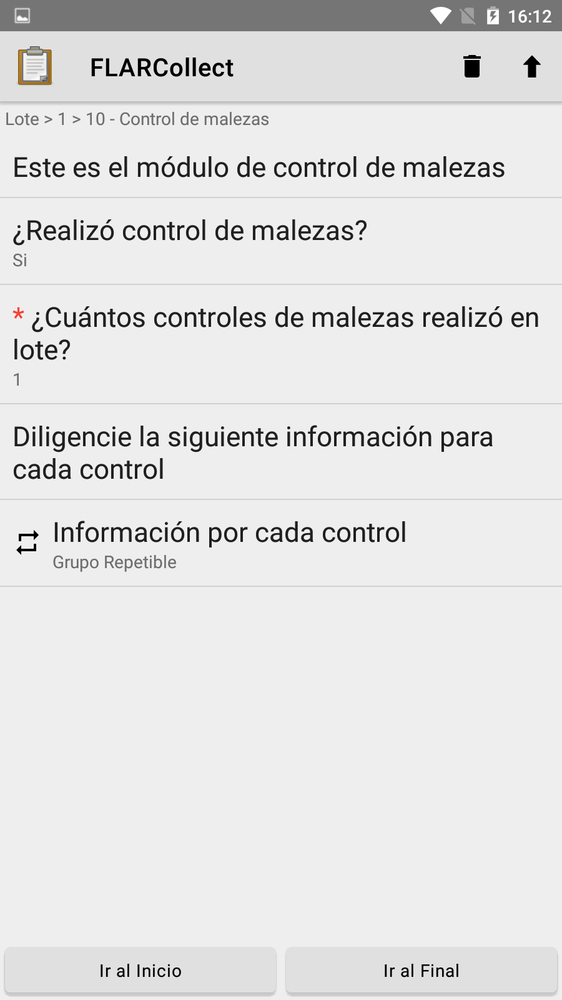 16:12
FLARCollect
Lote > 1 > 10 - Control de malezas
Este es el módulo de control de malezas
¿Realizó control de malezas?
Si
* ¿Cuántos controles de malezas realizó en
lote?
1
Diligencie la siguiente información para
cada control
Información por cada control
Grupo Repetible
Ir al Inicio
Ir al Final